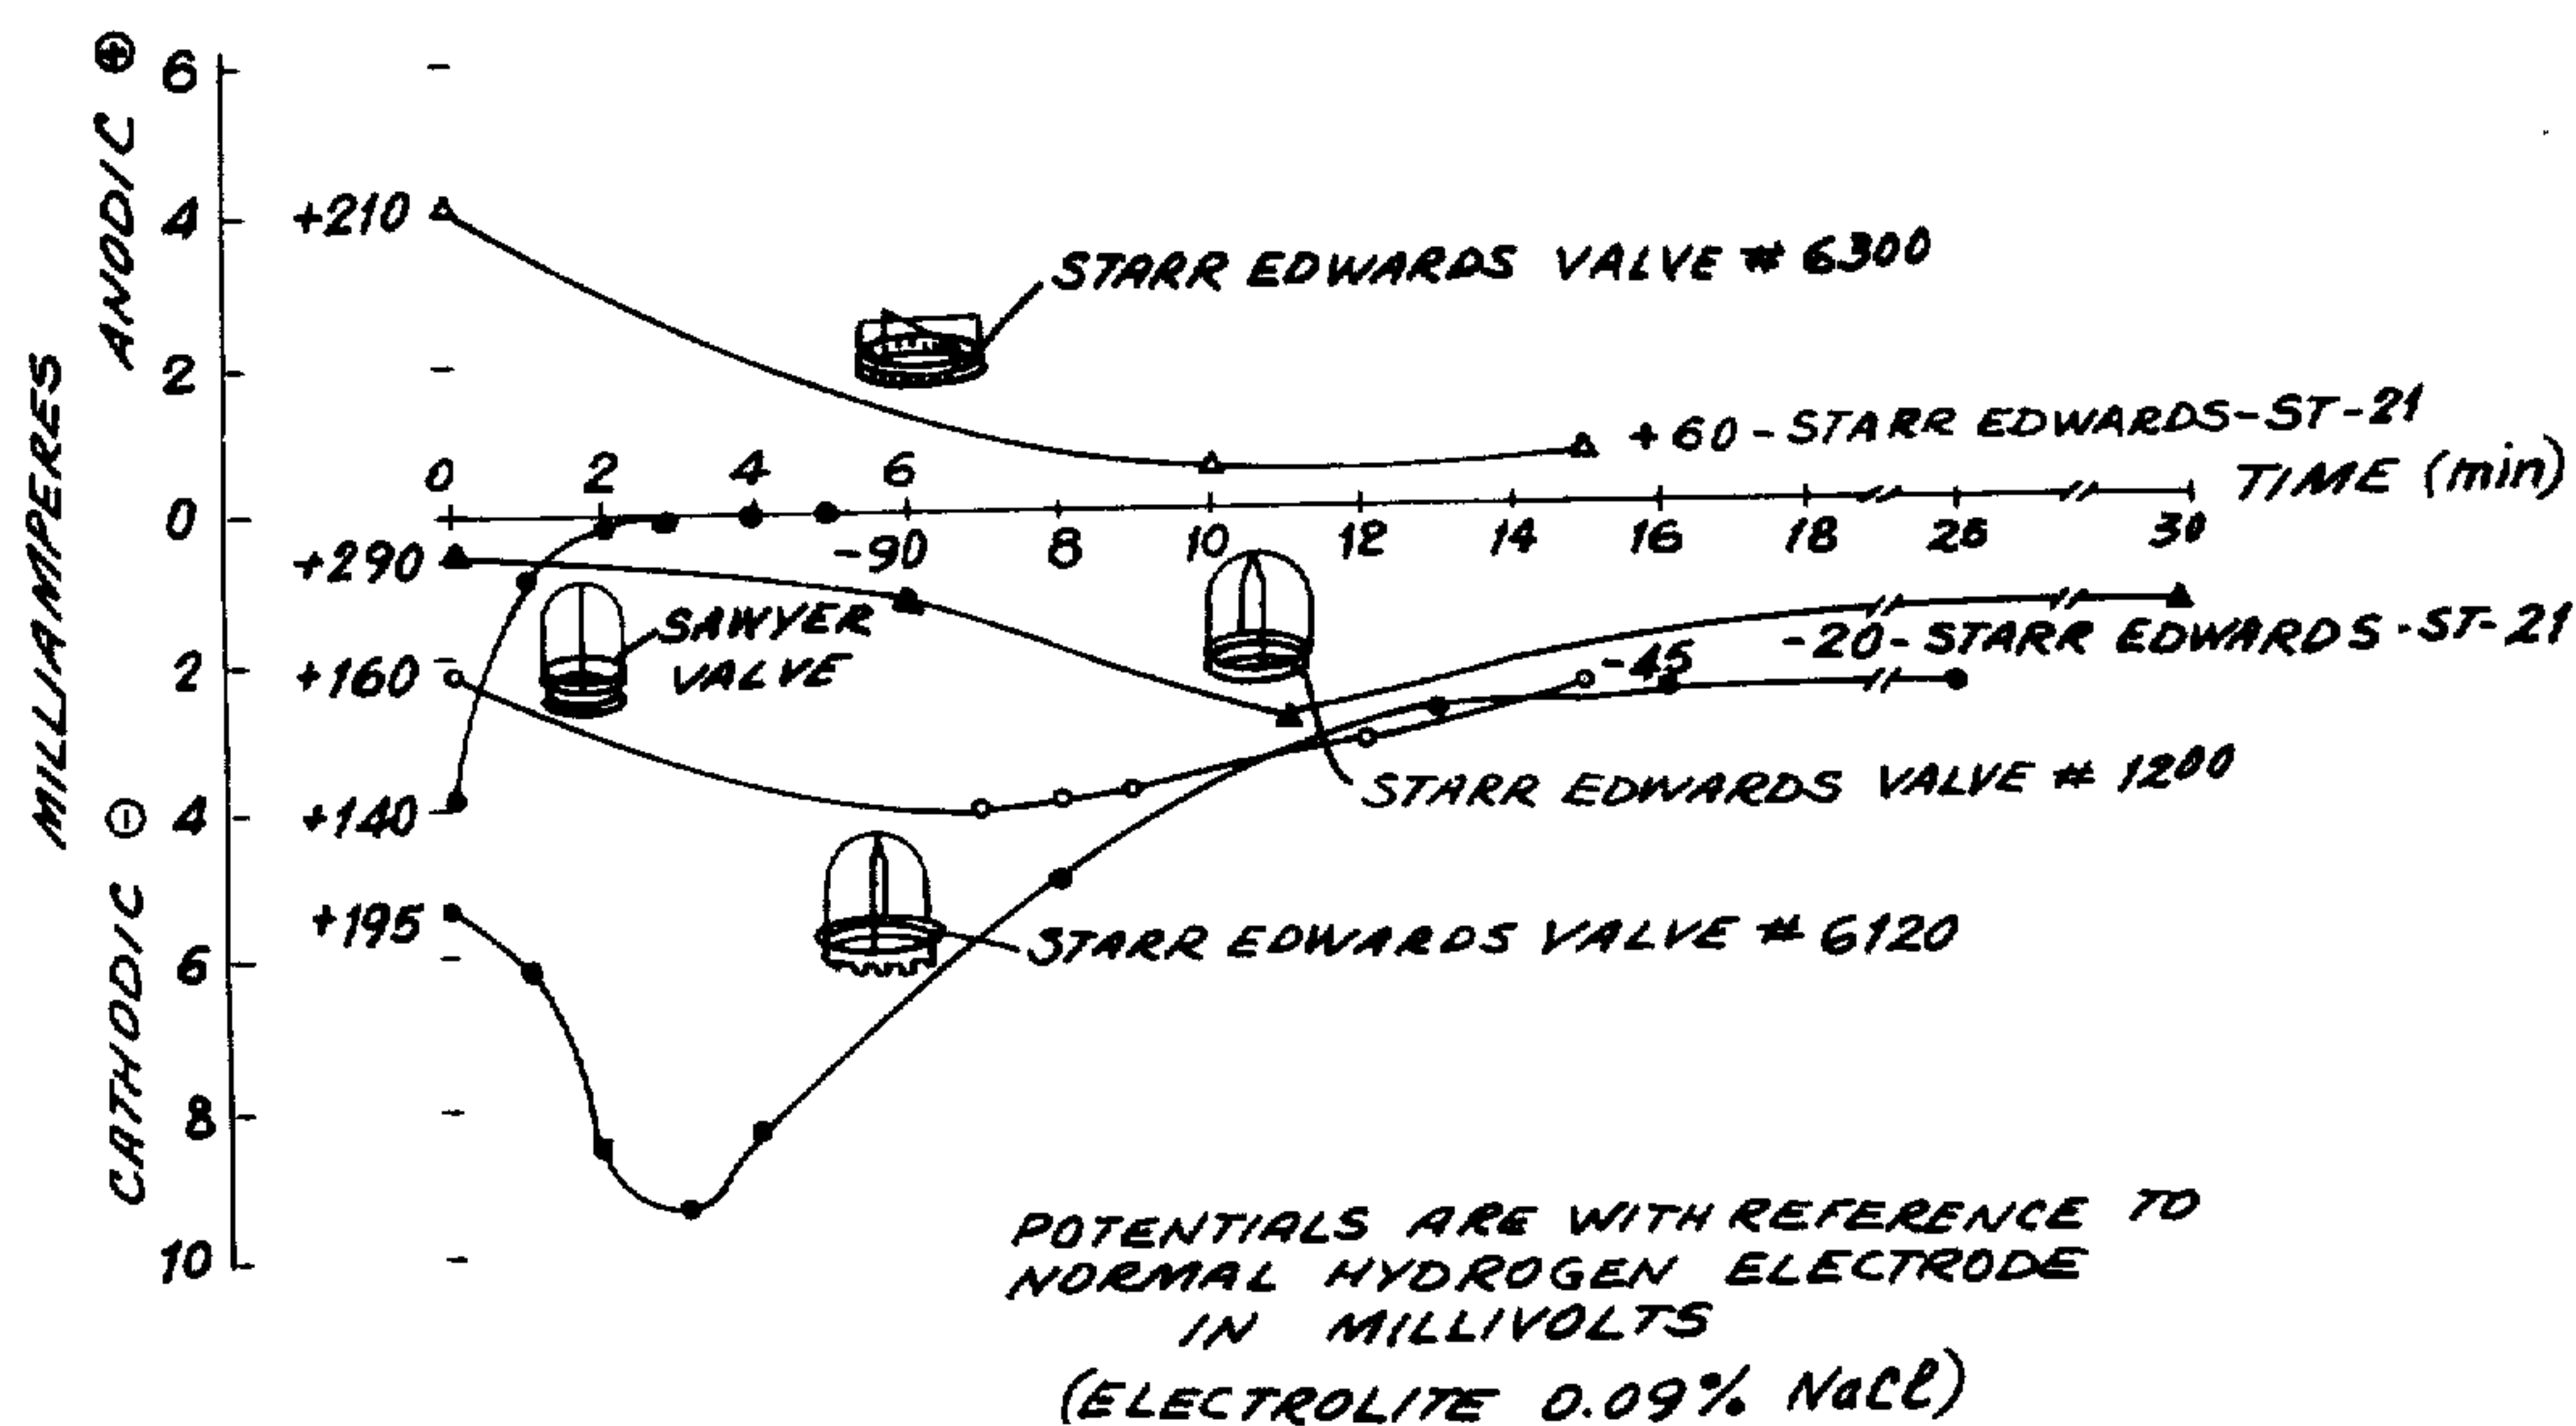 MILLIAMPERES
ANODIC ⊕
CATHODIC ⊖
6
4
2
0
2
4
6
8
10
+210
STARR EDWARDS VALVE # 6300
+60-STARR EDWARDS-ST-21
TIME (min)
0 2 4 6
8 10 12 14 16 18 26 30
-90
+290
SAWYER
VALVE
+160
-45
-20-STARR EDWARDS-ST-21
+140
STARR EDWARDS VALVE # 1200
+195
STARR EDWARDS VALVE # 6120
POTENTIALS ARE WITH REFERENCE TO
NORMAL HYDROGEN ELECTRODE
IN MILLIVOLTS
(ELECTROLITE 0.09% NaCl)